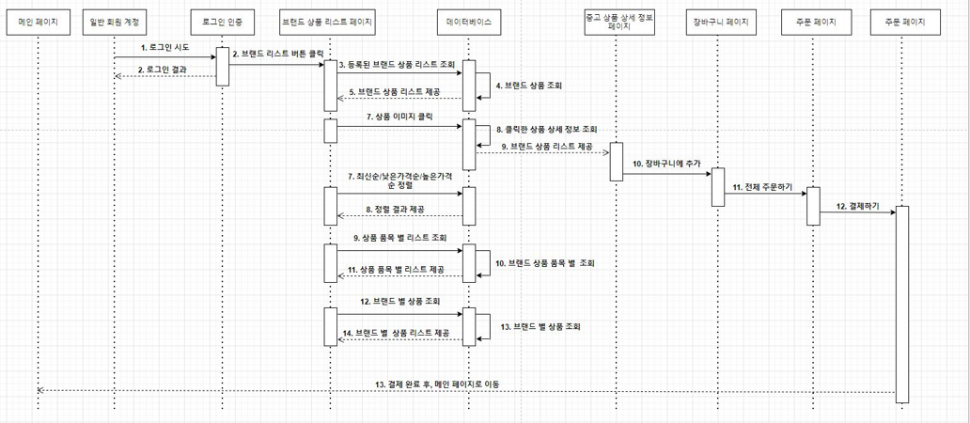 메인 페이지
일반 회원 계정
로그인 인증
브랜드 상품 리스트 페이지
데이터베이스
중고 상품 상세 정보
페이지
장바구니 페이지
주문 페이지
주문 페이지
1. 로그인 시도
2. 로그인 결과
2. 브랜드 리스트 버튼 클릭
3. 등록된 브랜드 상품 리스트 조회
4. 브랜드 상품 조회
5. 브랜드 상품 리스트 제공
7. 상품 이미지 클릭
8. 클릭한 상품 상세 정보 조회
9. 브랜드 상품 리스트 제공
10. 장바구니에 추가
11. 전체 주문하기
12. 결제하기
7. 최신순/낮은가격순/높은가격
순 정렬
8. 정렬 결과 제공
9. 상품 품목 별 리스트 조회
10. 브랜드 상품 품목 별 조회
11. 상품 품목 별 리스트 제공
12. 브랜드 별 상품 조회
13. 브랜드 별 상품 조회
14. 브랜드 별 상품 리스트 제공
13. 결제 완료 후, 메인 페이지로 이동